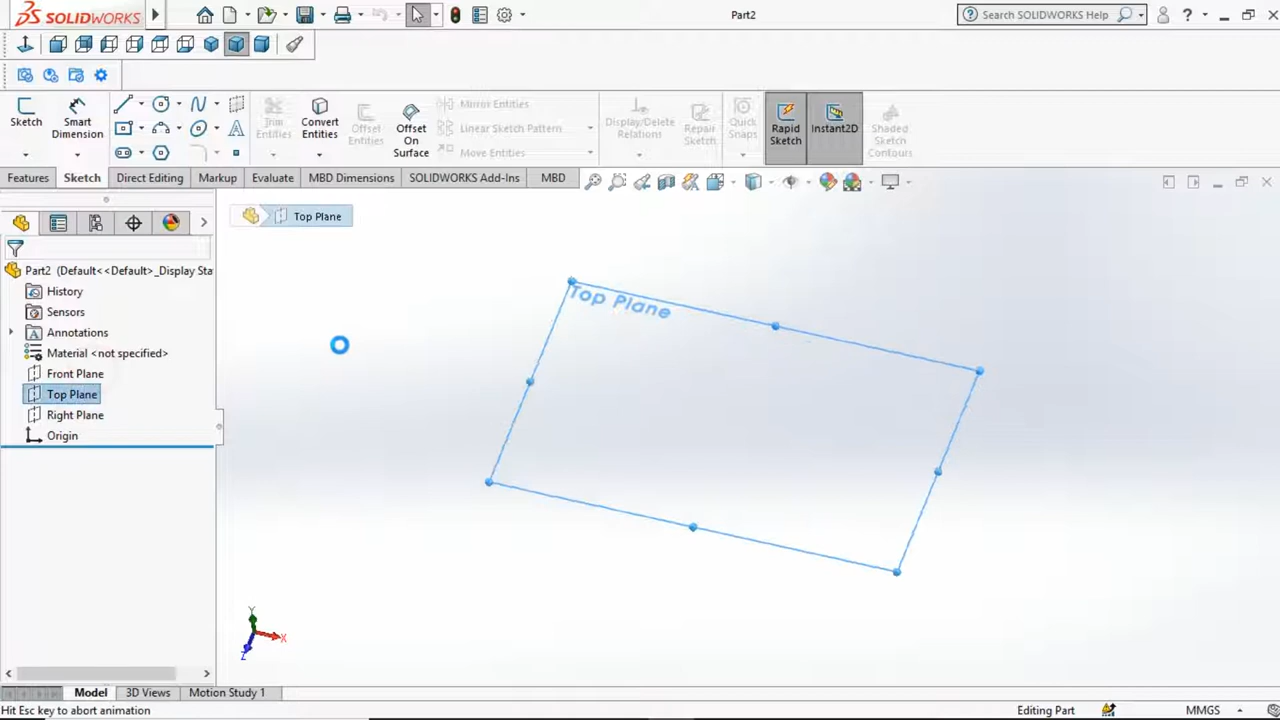 SOLIDWORKS
Part2
Search SOLIDWORKS Help
Sketch
Smart
Dimension
Trim
Entities
Convert
Entities
Offset
Entities
Offset
On
Surface
Mirror Entities
Linear Sketch Pattern
Move Entities
Display/Delete
Relations
Repair
Sketch
Quick
Snaps
Rapid
Sketch
Instant2D
Shaded
Sketch
Contours
Features
Sketch
Direct Editing
Markup
Evaluate
MBD Dimensions
SOLIDWORKS Add-Ins
MBD
Top Plane
Part2 (Default<<Default>_Display Sta
History
Sensors
Annotations
Material <not specified>
Front Plane
Top Plane
Right Plane
Origin
Top Plane
Y
X
Z
Model
3D Views
Motion Study 1
Hit Esc key to abort animation
Editing Part
MMGS